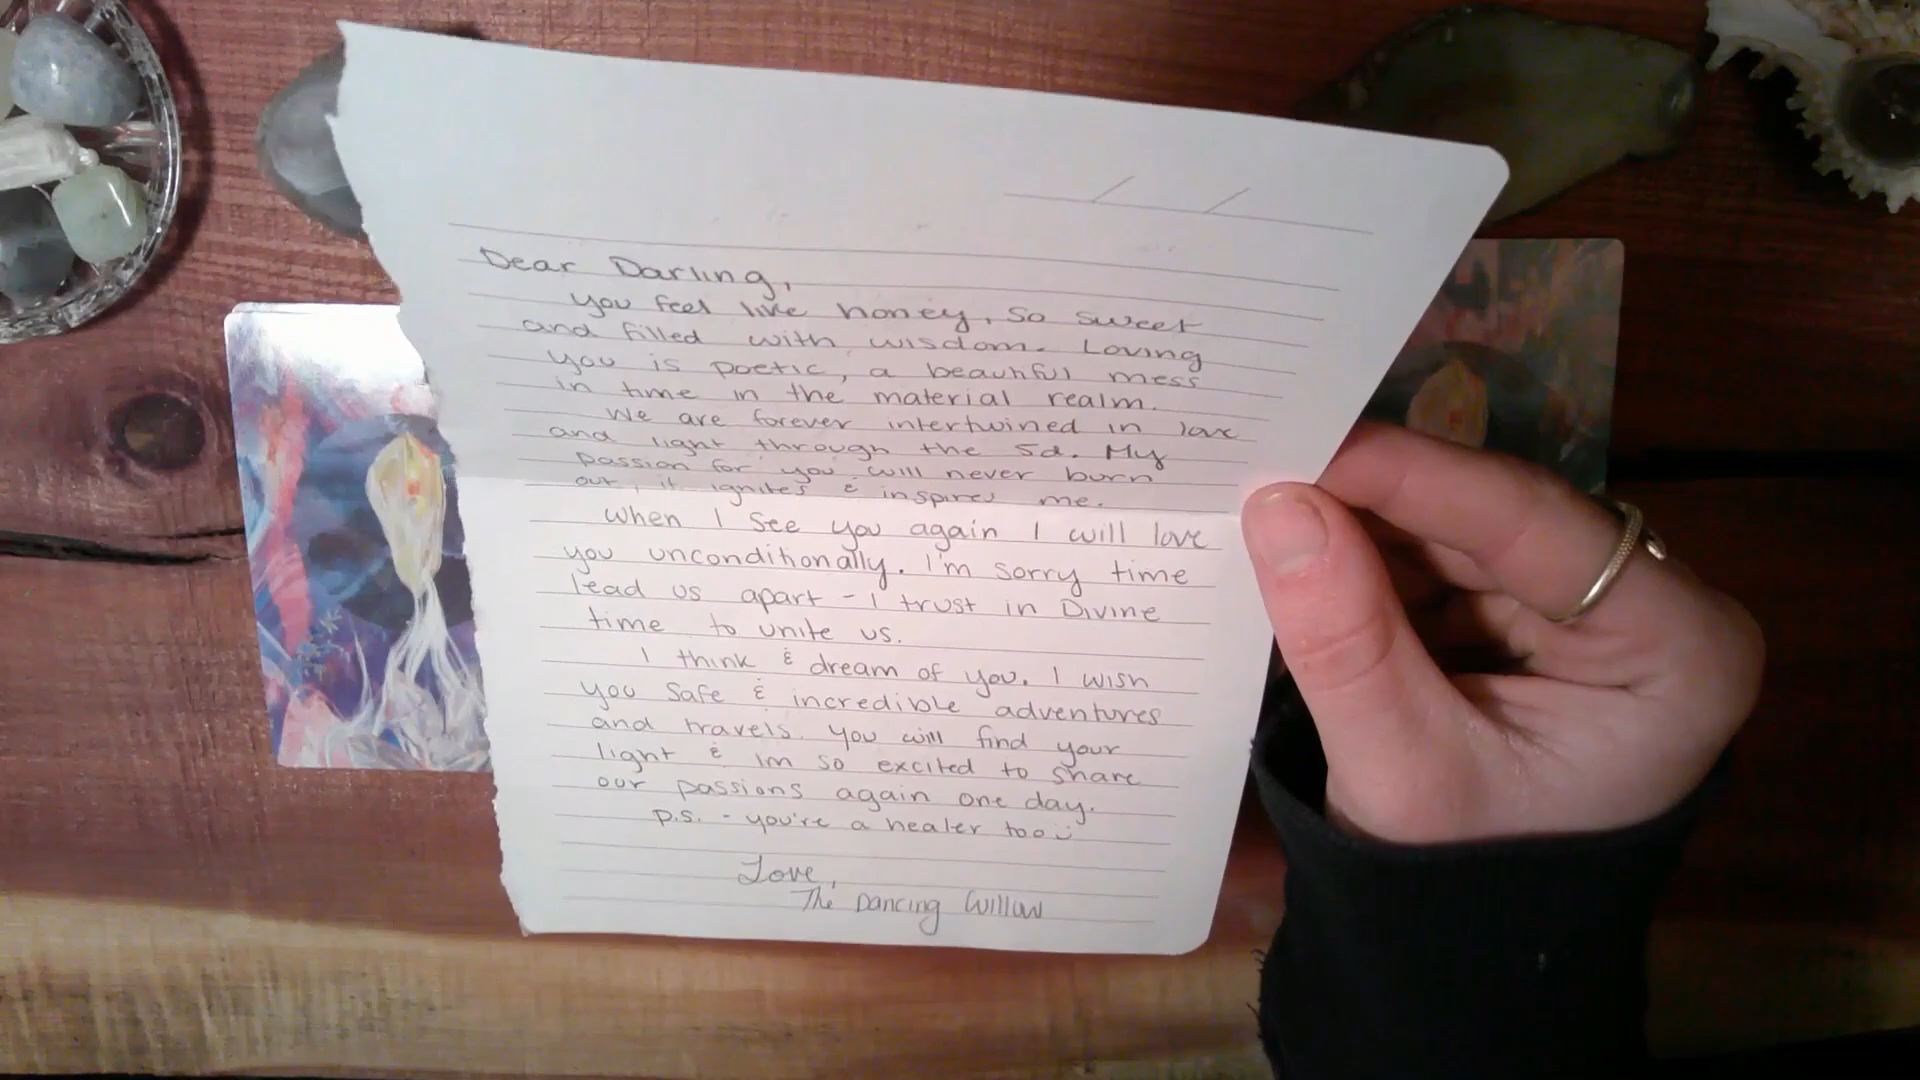 Dear Darling,
you feel like honey, so sweet
and filled with wisdom. Loving
you is poetic, a beautiful mess
in time in the material realm.
We are forever intertwined in love
and light through the 5d. My
passion for you will never burn
out, it ignites & inspires me.
When I see you again I will love
you unconditionally. I'm sorry time
lead us apart - I trust in Divine
time to unite us.
I think & dream of you. I wish
you safe & incredible adventures
and travels. You will find your
light & im so excited to share
our passions again one day.
p.s. - you're a healer too :)
Love,
The Dancing Willow